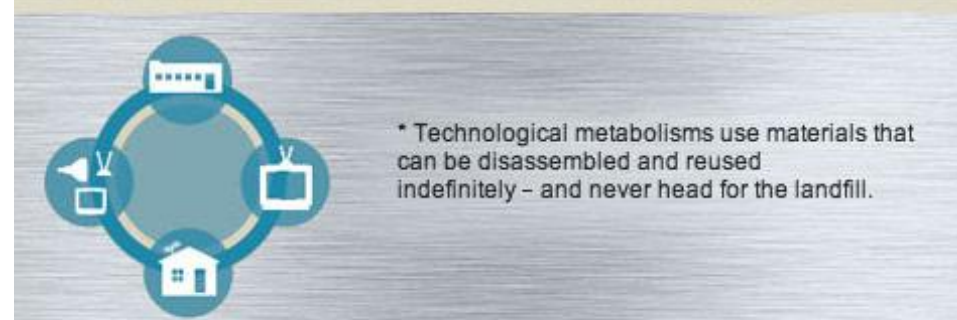 * Technological metabolisms use materials that
can be disassembled and reused
indefinitely – and never head for the landfill.